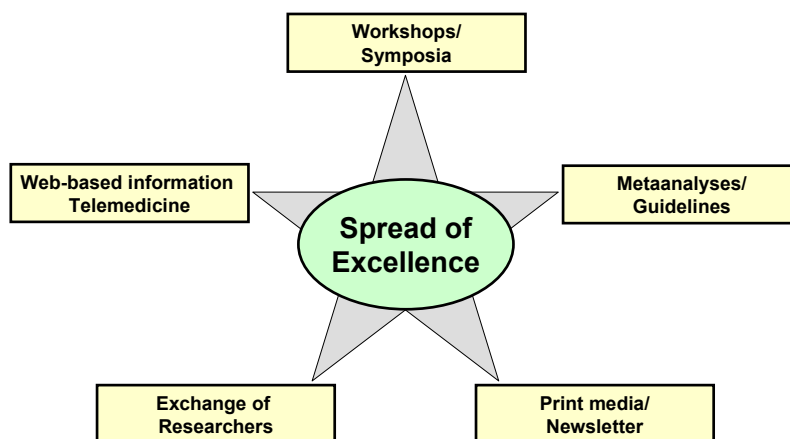 Workshops/
Symposia
Web-based information
Telemedicine
Metaanalyses/
Guidelines
Spread of
Excellence
Exchange of
Researchers
Print media/
Newsletter